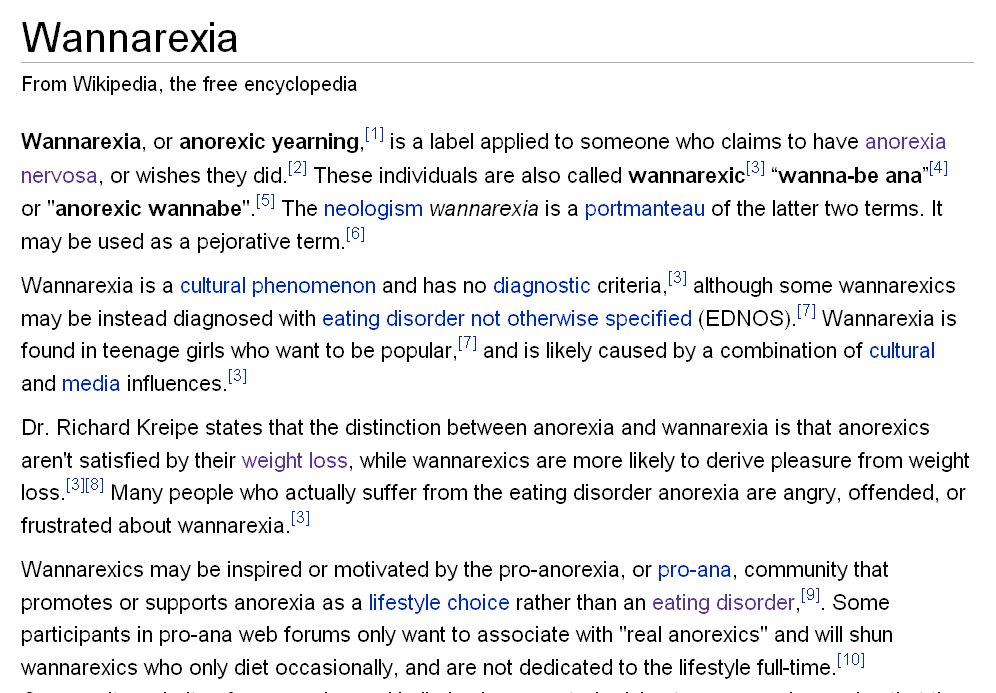 Wannarexia
From Wikipedia, the free encyclopedia
Wannarexia, or anorexic yearning,[1] is a label applied to someone who claims to have anorexia
nervosa, or wishes they did.[2] These individuals are also called wannarexic[3] “wanna-be ana”[4]
or "anorexic wannabe".[5] The neologism wannarexia is a portmanteau of the latter two terms. It
may be used as a pejorative term.[6]
Wannarexia is a cultural phenomenon and has no diagnostic criteria,[3] although some wannarexics
may be instead diagnosed with eating disorder not otherwise specified (EDNOS).[7] Wannarexia is
found in teenage girls who want to be popular,[7] and is likely caused by a combination of cultural
and media influences.[3]
Dr. Richard Kreipe states that the distinction between anorexia and wannarexia is that anorexics
aren't satisfied by their weight loss, while wannarexics are more likely to derive pleasure from weight
loss.[3][8] Many people who actually suffer from the eating disorder anorexia are angry, offended, or
frustrated about wannarexia.[3]
Wannarexics may be inspired or motivated by the pro-anorexia, or pro-ana, community that
promotes or supports anorexia as a lifestyle choice rather than an eating disorder,[9]. Some
participants in pro-ana web forums only want to associate with "real anorexics" and will shun
wannarexics who only diet occasionally, and are not dedicated to the lifestyle full-time.[10]